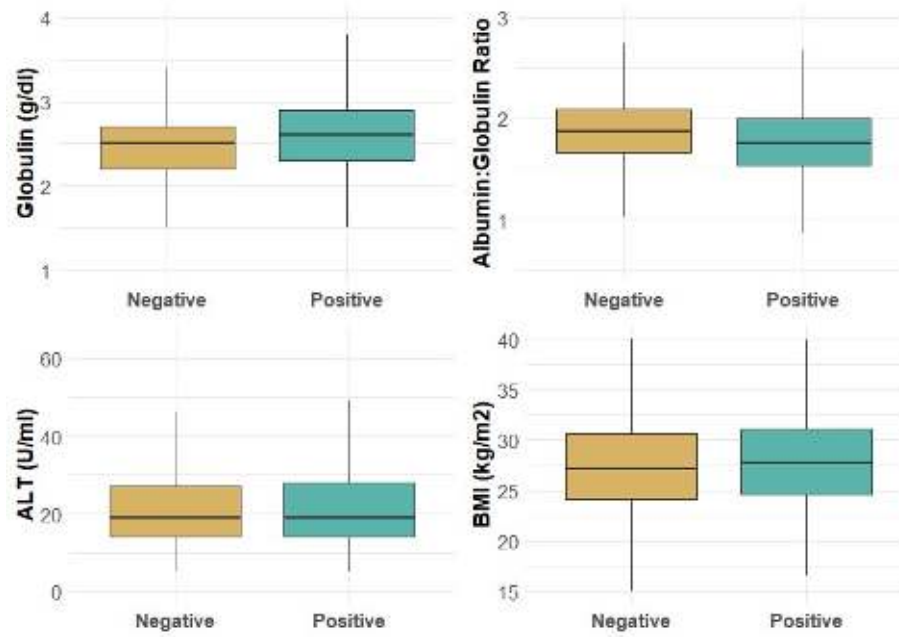 Globulin (g/dl)
4
3
2
1
Negative Positive
Albumin:Globulin Ratio
3
2
1
Negative Positive
ALT (U/ml)
60
40
20
0
Negative Positive
BMI (kg/m2)
40
35
30
25
20
15
Negative Positive